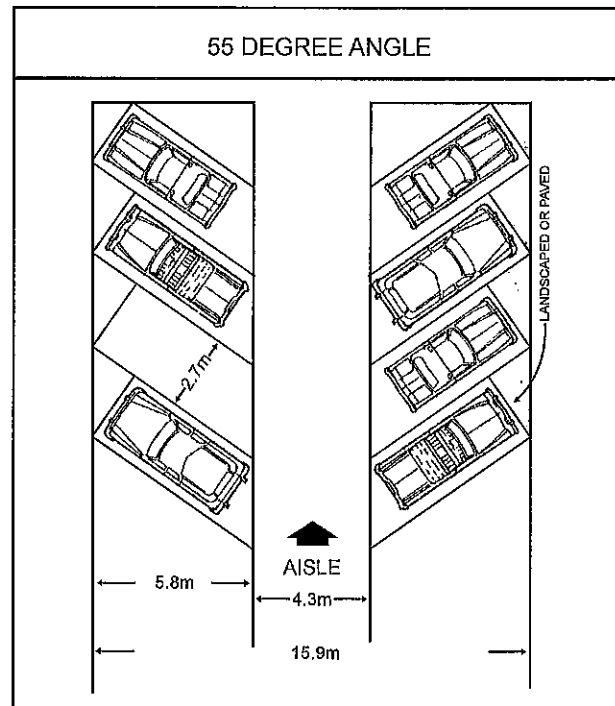 55 DEGREE ANGLE
LANDSCAPED OR PAVED
2.7m
AISLE
5.8m
4.3m
15.9m